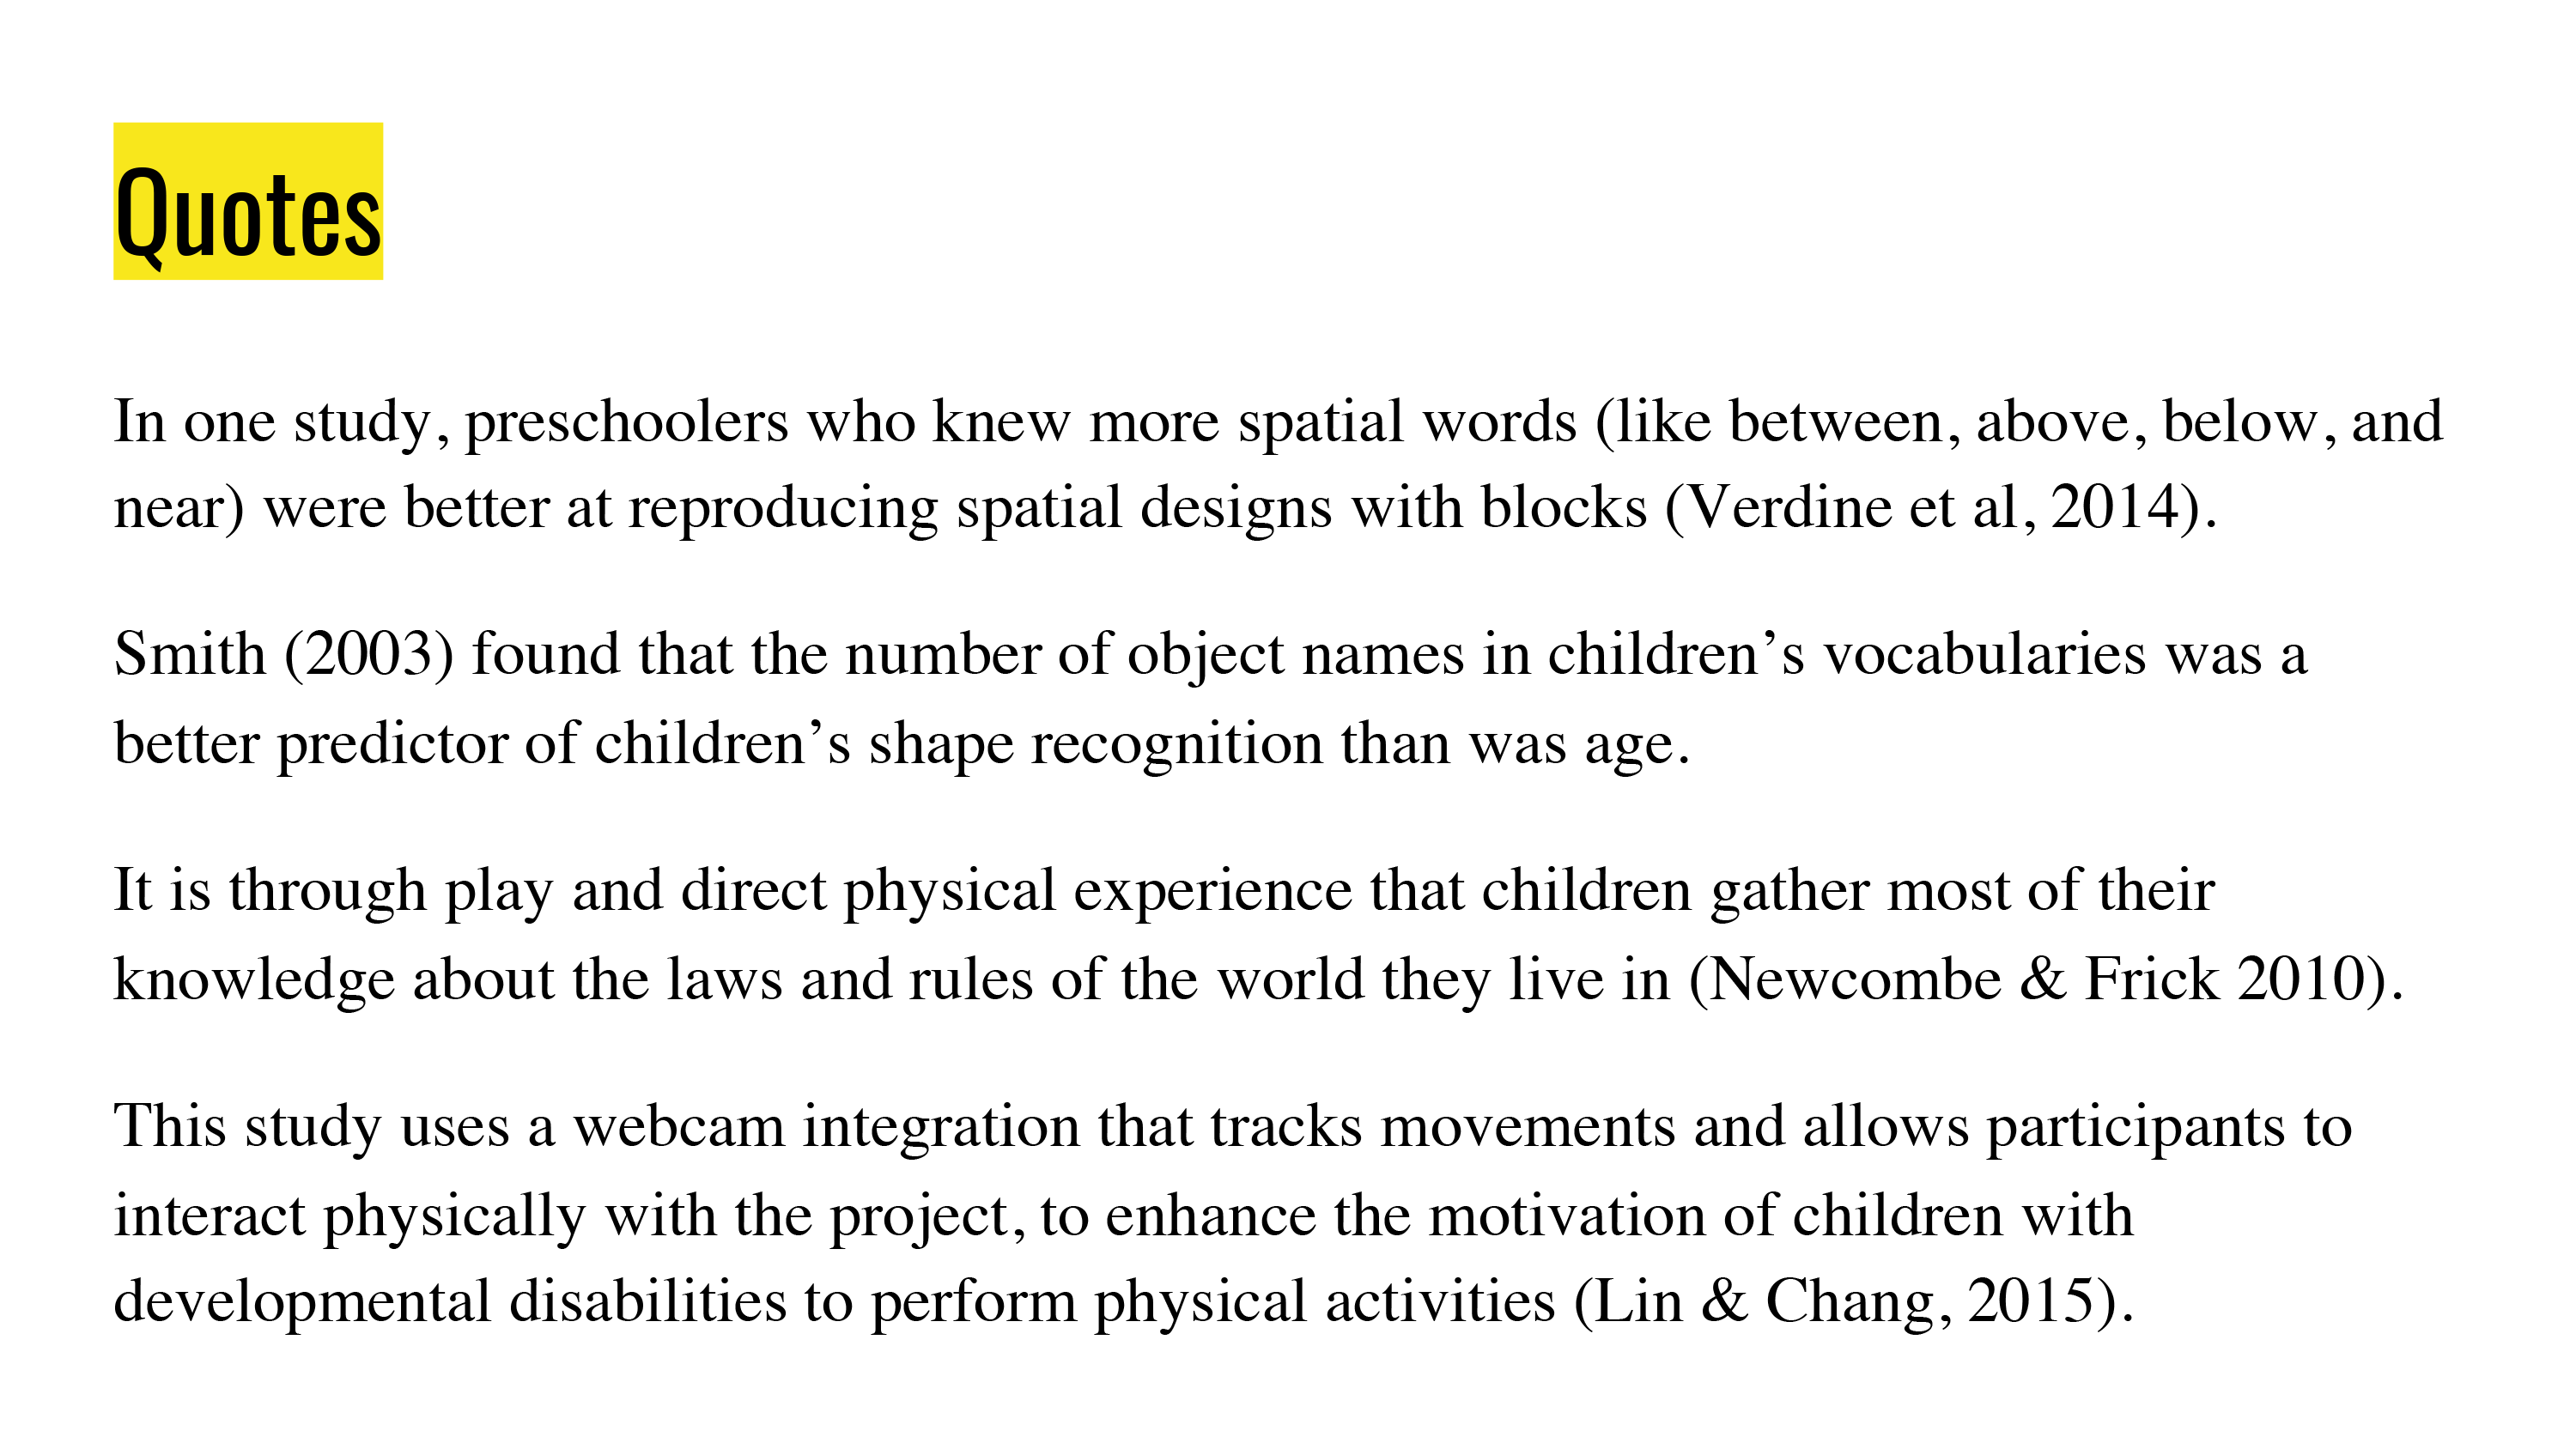 Quotes
In one study, preschoolers who knew more spatial words (like between, above, below, and
near) were better at reproducing spatial designs with blocks (Verdine et al, 2014).
Smith (2003) found that the number of object names in children’s vocabularies was a
better predictor of children’s shape recognition than was age.
It is through play and direct physical experience that children gather most of their
knowledge about the laws and rules of the world they live in (Newcombe & Frick 2010).
This study uses a webcam integration that tracks movements and allows participants to
interact physically with the project, to enhance the motivation of children with
developmental disabilities to perform physical activities (Lin & Chang, 2015).